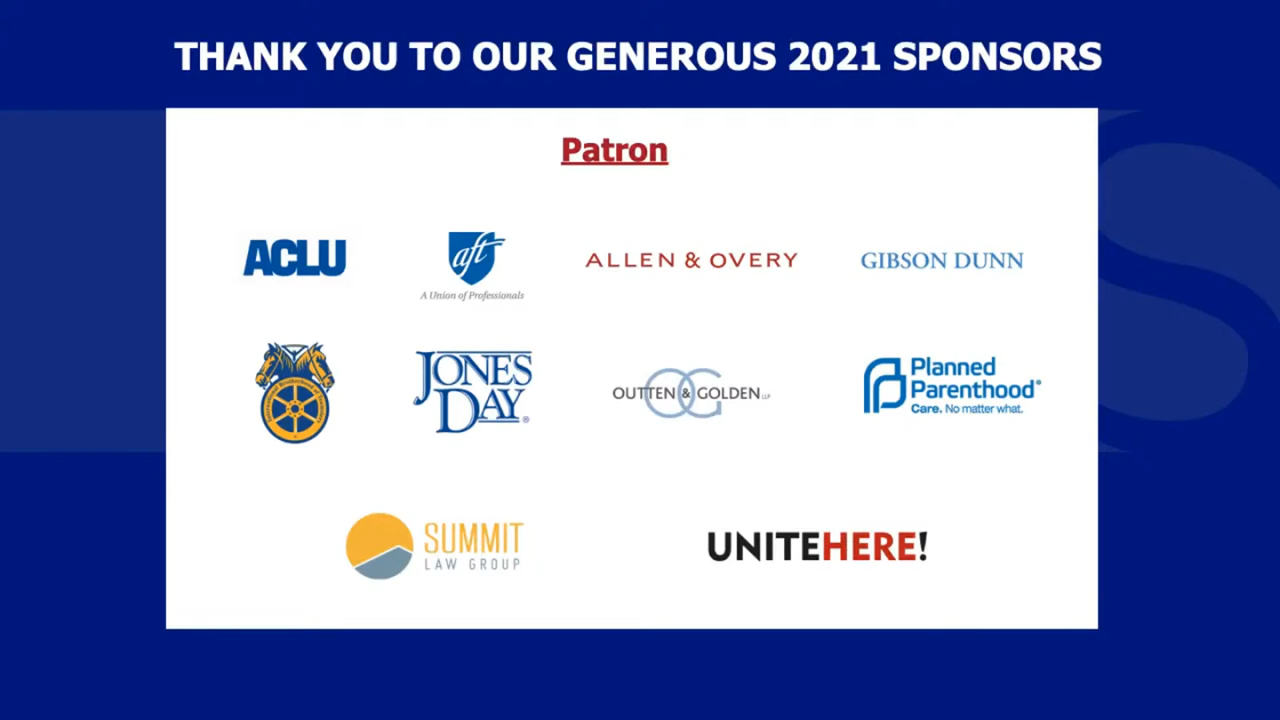 THANK YOU TO OUR GENEROUS 2021 SPONSORS
Patron
ACLU
aft
A Union of Professionals
ALLEN & OVERY
GIBSON DUNN
JONES
DAY®
OUTTEN & GOLDEN LLP
Planned
Parenthood®
Care. No matter what.
SUMMIT
LAW GROUP
UNITEHERE!